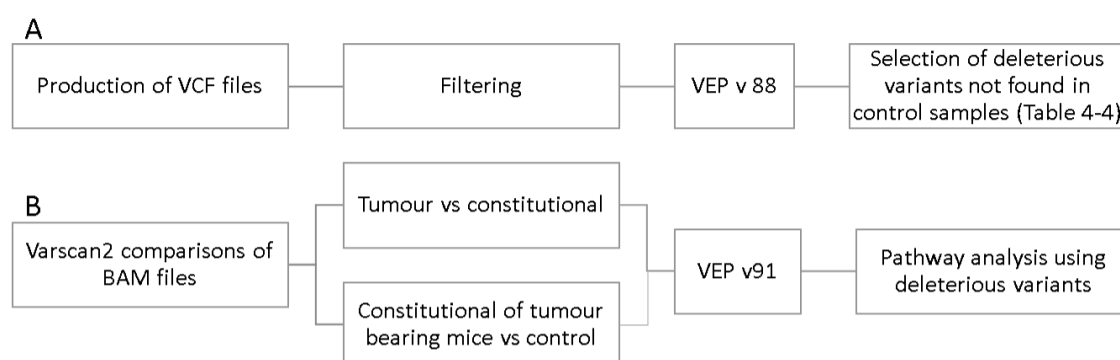 A
Production of VCF files
Filtering
VEP v 88
Selection of deleterious
variants not found in
control samples (Table 4-4)
B
Varscan2 comparisons of
BAM files
Tumour vs constitutional
Constitutional of tumour
bearing mice vs control
VEP v91
Pathway analysis using
deleterious variants